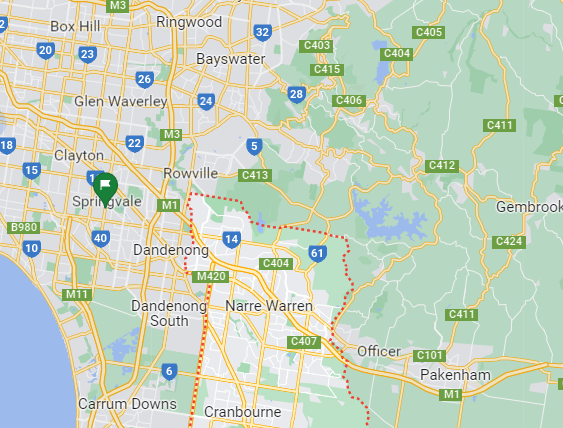 M3
Box Hill
Ringwood
2
32
C405
20
23
C403
C404
Bayswater
C415
26
28
Glen Waverley
24
C406
M3
C411
18
22
5
Clayton
C412
15
Rowville
C413
Springvale
M1
Gembrook
B980
40
14
C424
10
Dandenong
61
C404
M420
M11
Dandenong
South
Narre Warren
C411
C407
Officer
C101
6
Pakenham
M1
Carrum Downs
Cranbourne